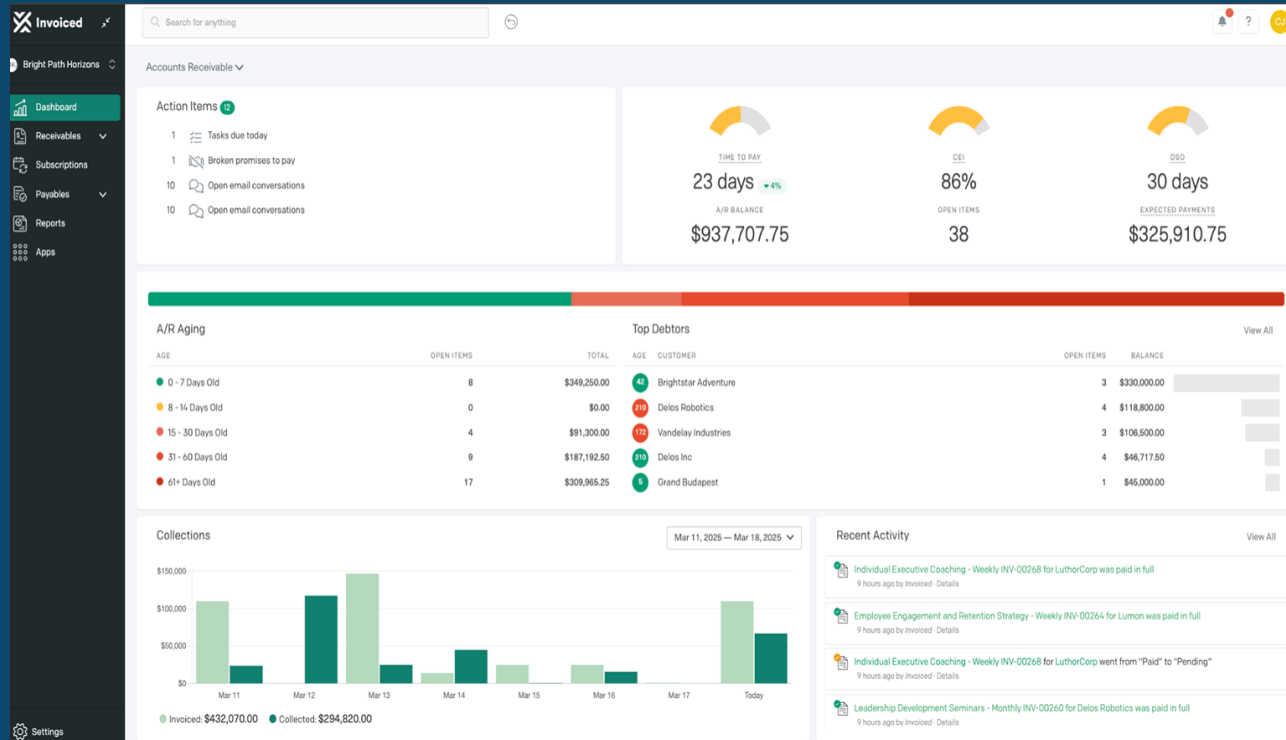 Invoiced
Search for anything
?
CJ
Bright Path Horizons
Accounts Receivable
Dashboard
Receivables
Subscriptions
Payables
Reports
Apps
Settings
Action Items 12
1 Tasks due today
1 Broken promises to pay
10 Open email conversations
10 Open email conversations
TIME TO PAY
23 days 4%
A/R BALANCE
$937,707.75
CEI
86%
OPEN ITEMS
38
DSO
30 days
EXPECTED PAYMENTS
$325,910.75
A/R Aging
AGE OPEN ITEMS TOTAL
0 - 7 Days Old 8 $349,250.00
8 - 14 Days Old 0 $0.00
15 - 30 Days Old 4 $91,300.00
31 - 60 Days Old 9 $187,192.50
61+ Days Old 17 $309,965.25
Top Debtors View All
AGE CUSTOMER OPEN ITEMS BALANCE
42 Brightstar Adventure 3 $330,000.00
210 Delos Robotics 4 $118,800.00
172 Vandelay Industries 3 $106,500.00
210 Delos Inc 4 $46,717.50
5 Grand Budapest 1 $45,000.00
Collections Mar 11, 2025 — Mar 18, 2025
$150,000
$100,000
$50,000
$0
Mar 11 Mar 12 Mar 13 Mar 14 Mar 15 Mar 16 Mar 17 Today
Invoiced: $432,070.00 Collected: $294,820.00
Recent Activity View All
Individual Executive Coaching - Weekly INV-00268 for LuthorCorp was paid in full
9 hours ago by Invoiced · Details
Employee Engagement and Retention Strategy - Weekly INV-00264 for Lumon was paid in full
9 hours ago by Invoiced · Details
Individual Executive Coaching - Weekly INV-00268 for LuthorCorp went from "Paid" to "Pending"
9 hours ago by Invoiced · Details
Leadership Development Seminars - Monthly INV-00260 for Delos Robotics was paid in full
9 hours ago by Invoiced · Details